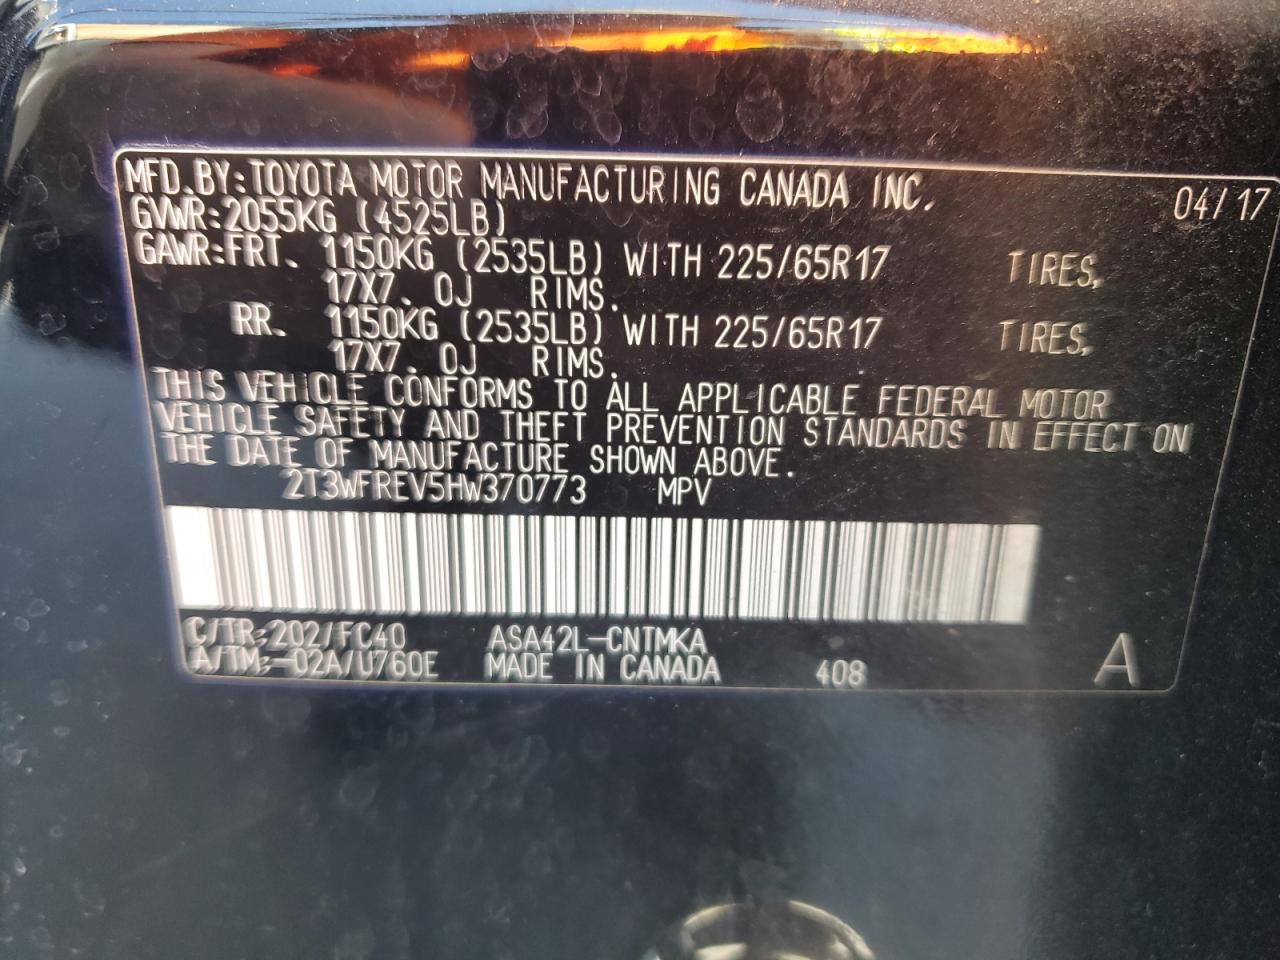 MFD.BY:TOYOTA MOTOR MANUFACTURING CANADA INC. 04/17
GVWR:2055KG (4525LB)
GAWR:FRT. 1150KG (2535LB) WITH 225/65R17 TIRES,
17X7.0J RIMS.
RR. 1150KG (2535LB) WITH 225/65R17 TIRES,
17X7.0J RIMS.
THIS VEHICLE CONFORMS TO ALL APPLICABLE FEDERAL MOTOR
VEHICLE SAFETY AND THEFT PREVENTION STANDARDS IN EFFECT ON
THE DATE OF MANUFACTURE SHOWN ABOVE.
2T3WFREV5HW370773 MPV
C/TR:202/FC40 ASA42L-CNTMKA
A/TM:-02A/U760E MADE IN CANADA 408 A